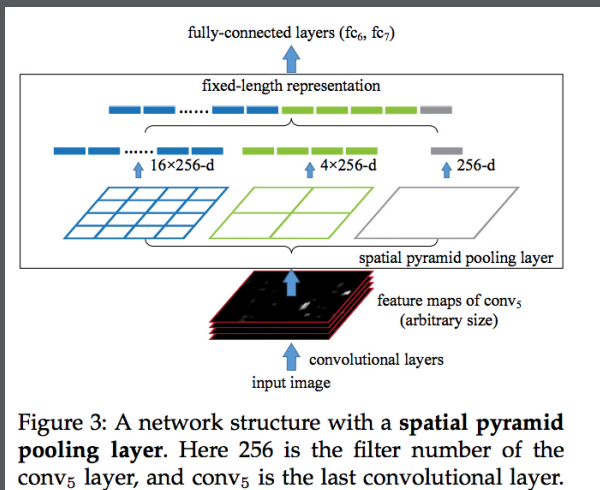 fully-connected layers (fc₆, fc₇)
fixed-length representation
......
......
16×256-d
4×256-d
256-d
spatial pyramid pooling layer
feature maps of conv₅
(arbitrary size)
convolutional layers
input image
Figure 3: A network structure with a spatial pyramid
pooling layer. Here 256 is the filter number of the
conv₅ layer, and conv₅ is the last convolutional layer.